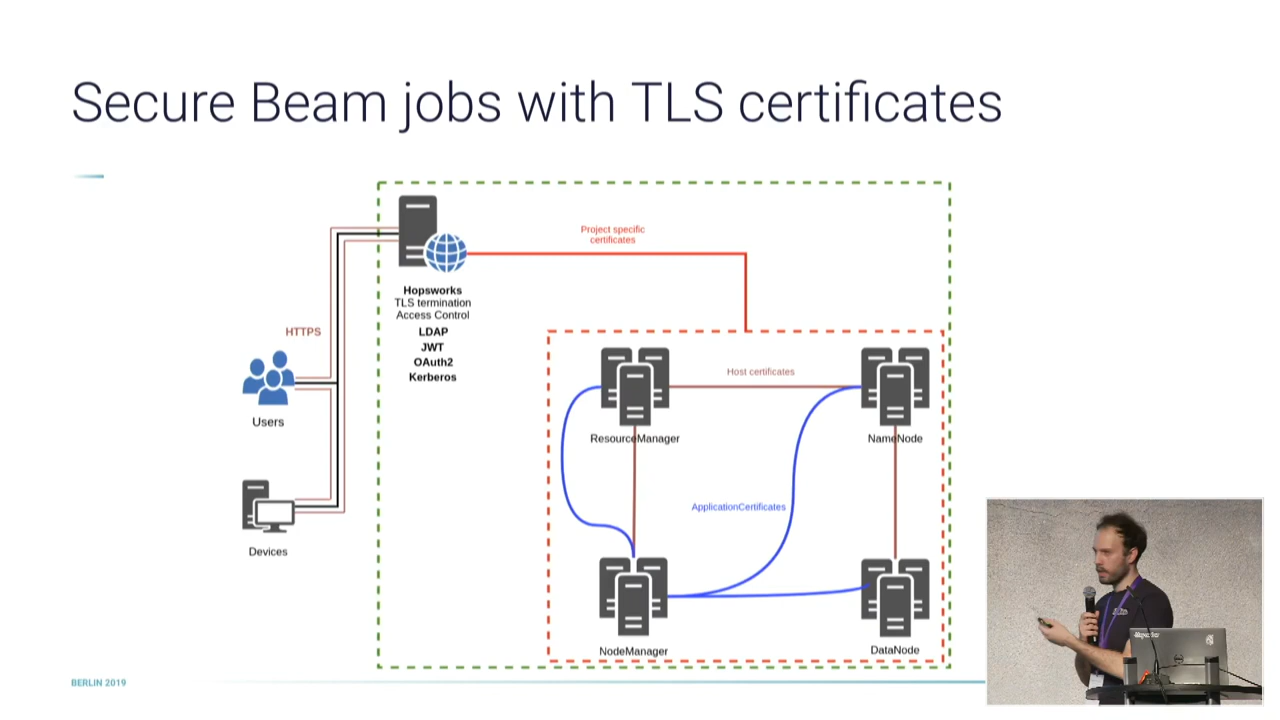 Secure Beam jobs with TLS certificates
Project specific
certificates
Hopsworks
TLS termination
Access Control
LDAP
JWT
OAuth2
Kerberos
HTTPS
Users
Devices
Host certificates
ResourceManager
NameNode
ApplicationCertificates
NodeManager
DataNode
BERLIN 2019
DELL